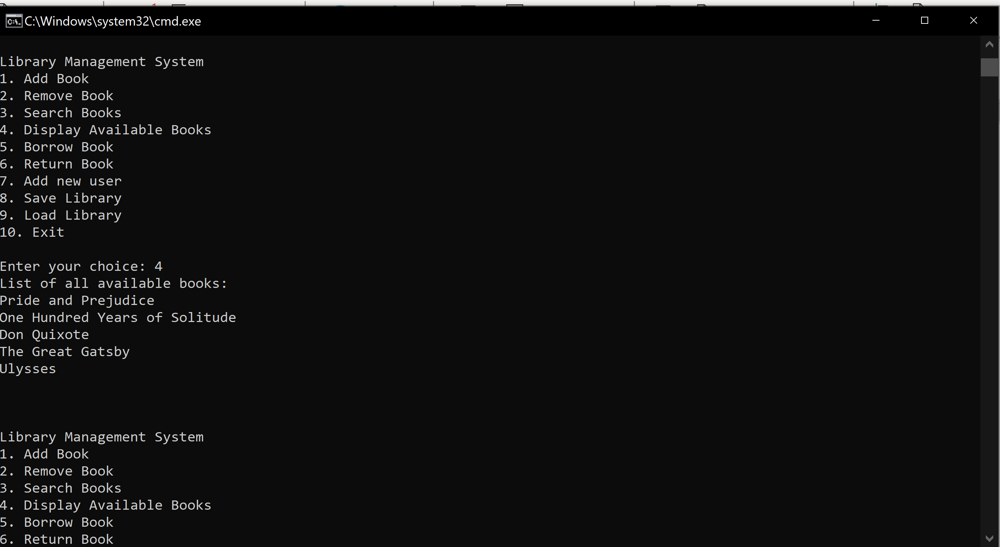 C:\Windows\system32\cmd.exe
Library Management System
1. Add Book
2. Remove Book
3. Search Books
4. Display Available Books
5. Borrow Book
6. Return Book
7. Add new user
8. Save Library
9. Load Library
10. Exit
Enter your choice: 4
List of all available books:
Pride and Prejudice
One Hundred Years of Solitude
Don Quixote
The Great Gatsby
Ulysses
Library Management System
1. Add Book
2. Remove Book
3. Search Books
4. Display Available Books
5. Borrow Book
6. Return Book